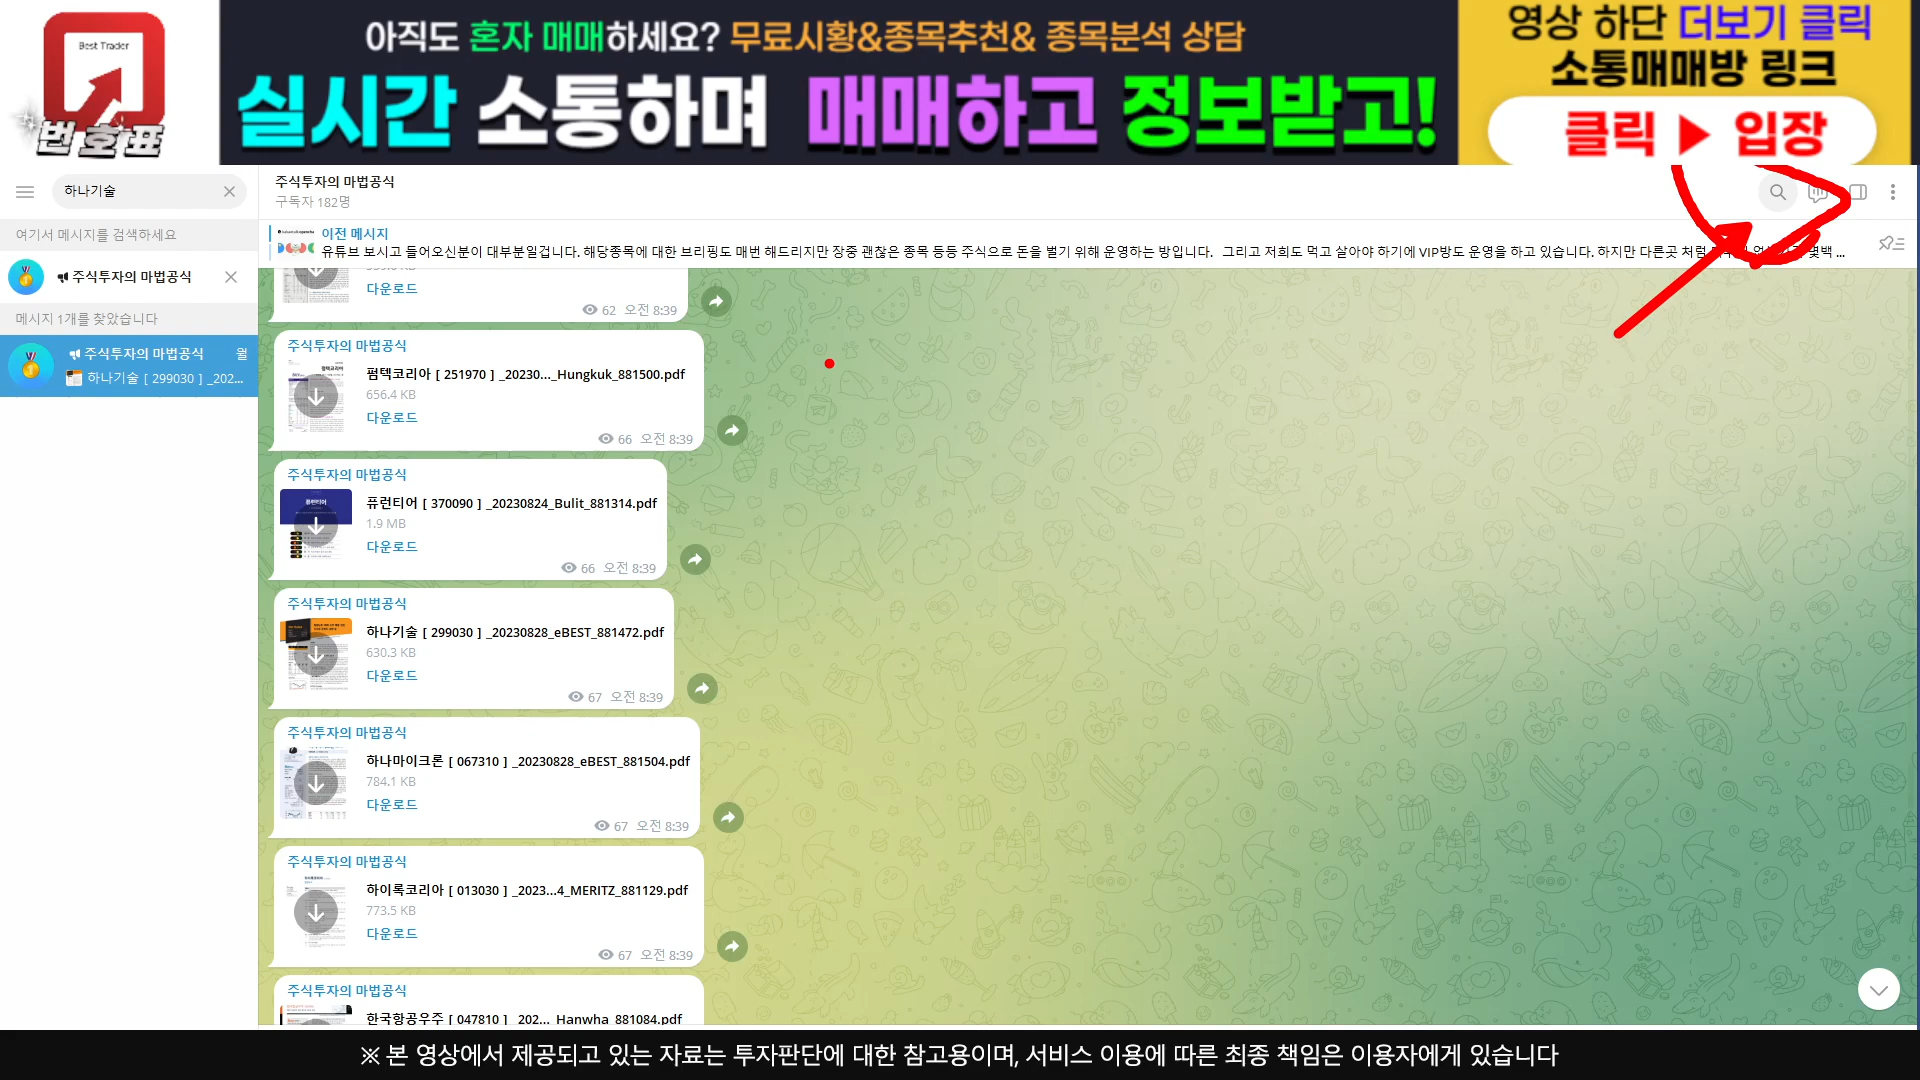 Best Trader
번호표
아직도 혼자 매매하세요? 무료시황&종목추천& 종목분석 상담
실시간 소통하며 매매하고 정보받고!
영상 하단 더보기 클릭
소통매매방 링크
클릭 ▶ 입장
하나기술
여기서 메시지를 검색하세요
주식투자의 마법공식
메시지 1개를 찾았습니다
주식투자의 마법공식 월
하나기술 [ 299030 ] _202...
주식투자의 마법공식
구독자 182명
이전 메시지
유튜브 보시고 들어오신분이 대부분일겁니다. 해당종목에 대한 브리핑도 매번 해드리지만 장중 괜찮은 종목 등등 주식으로 돈을 벌기 위해 운영하는 방입니다. 그리고 저희도 먹고 살아야 하기에 VIP방도 운영을 하고 있습니다. 하지만 다른곳 처럼 몇백 ...
다운로드
62 오전 8:39
주식투자의 마법공식
펌텍코리아 [ 251970 ] _20230..._Hungkuk_881500.pdf
656.4 KB
다운로드
66 오전 8:39
주식투자의 마법공식
퓨런티어 [ 370090 ] _20230824_Bulit_881314.pdf
1.9 MB
다운로드
66 오전 8:39
주식투자의 마법공식
하나기술 [ 299030 ] _20230828_eBEST_881472.pdf
630.3 KB
다운로드
67 오전 8:39
주식투자의 마법공식
하나마이크론 [ 067310 ] _20230828_eBEST_881504.pdf
784.1 KB
다운로드
67 오전 8:39
주식투자의 마법공식
하이록코리아 [ 013030 ] _2023...4_MERITZ_881129.pdf
773.5 KB
다운로드
67 오전 8:39
주식투자의 마법공식
한국항공우주 [ 047810 ] _202..._Hanwha_881084.pdf
※ 본 영상에서 제공되고 있는 자료는 투자판단에 대한 참고용이며, 서비스 이용에 따른 최종 책임은 이용자에게 있습니다